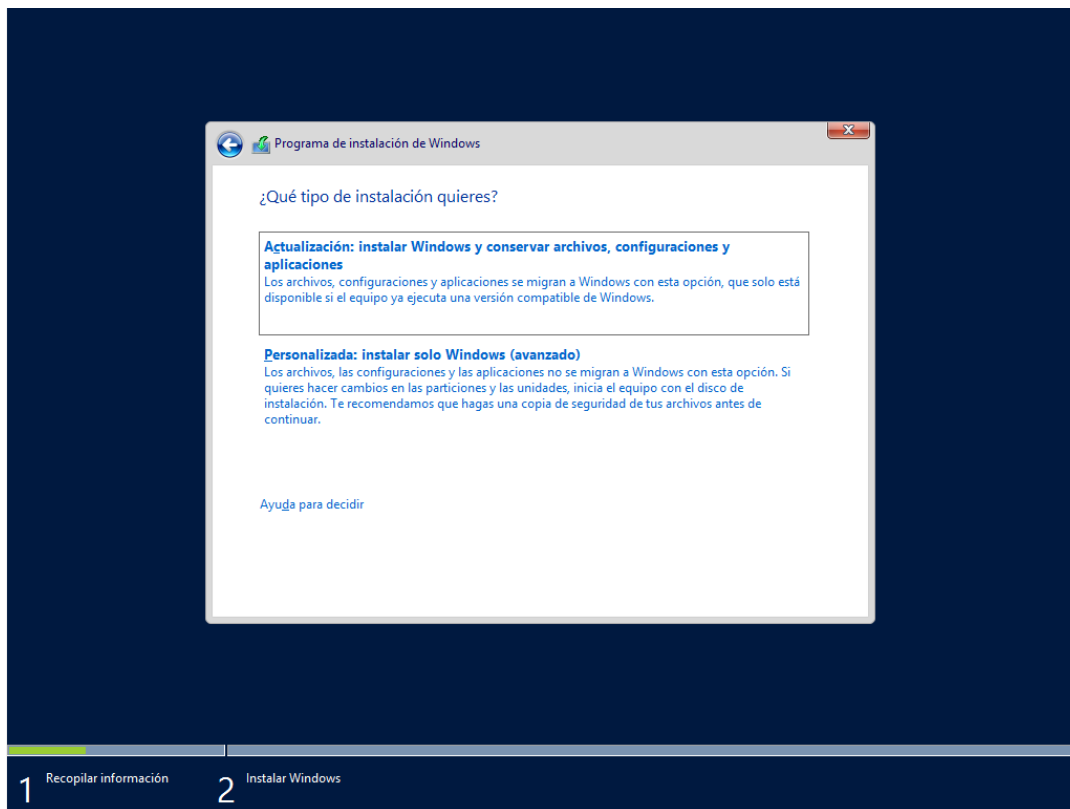 Programa de instalación de Windows
¿Qué tipo de instalación quieres?
Actualización: instalar Windows y conservar archivos, configuraciones y
aplicaciones
Los archivos, configuraciones y aplicaciones se migran a Windows con esta opción, que solo está
disponible si el equipo ya ejecuta una versión compatible de Windows.
Personalizada: instalar solo Windows (avanzado)
Los archivos, las configuraciones y las aplicaciones no se migran a Windows con esta opción. Si
quieres hacer cambios en las particiones y las unidades, inicia el equipo con el disco de
instalación. Te recomendamos que hagas una copia de seguridad de tus archivos antes de
continuar.
Ayuda para decidir
1 Recopilar información
2 Instalar Windows